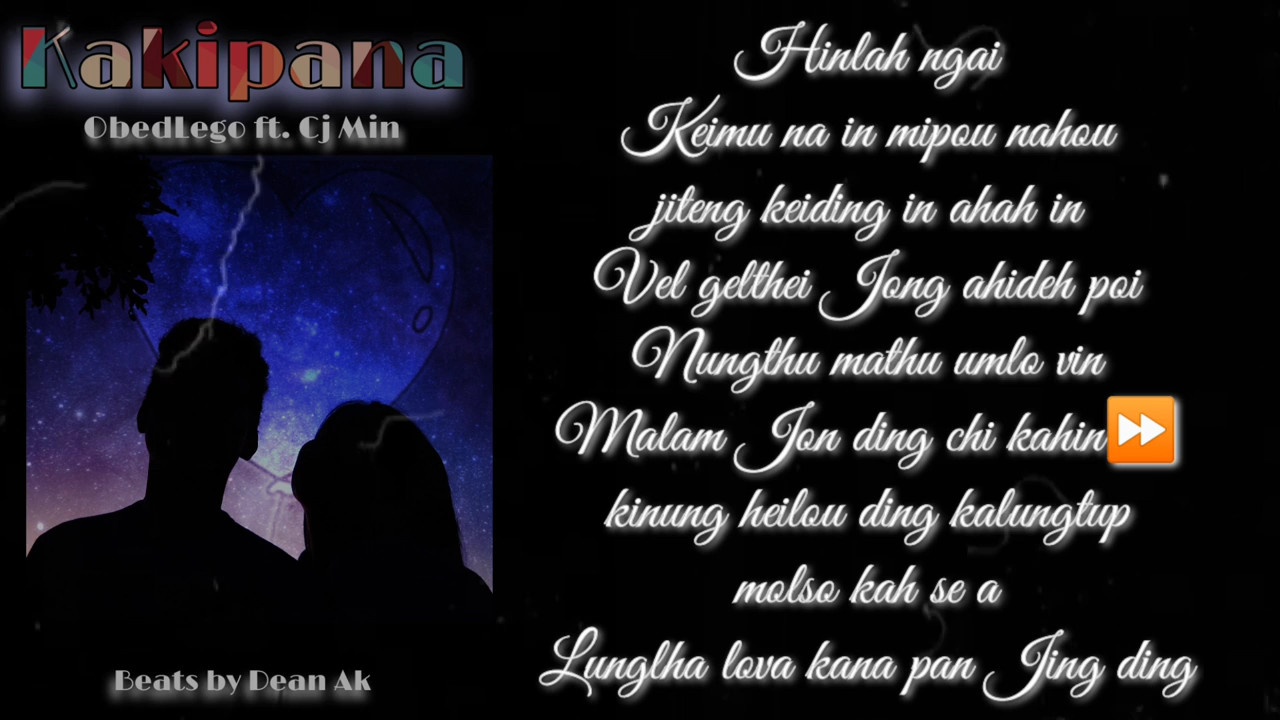 Kakipana
ObedLego ft. Cj Min
Hinlah ngai
Keimu na in mipou nahou
jiteng keiding in ahah in
Vel gelthei Jong ahideh poi
Nungthu mathu umlo vin
Malam Jon ding chi kahin⏩
kinung heilou ding kalungtup
molso kah se a
Lunglha lova kana pan Jing ding
Beats by Dean Ak